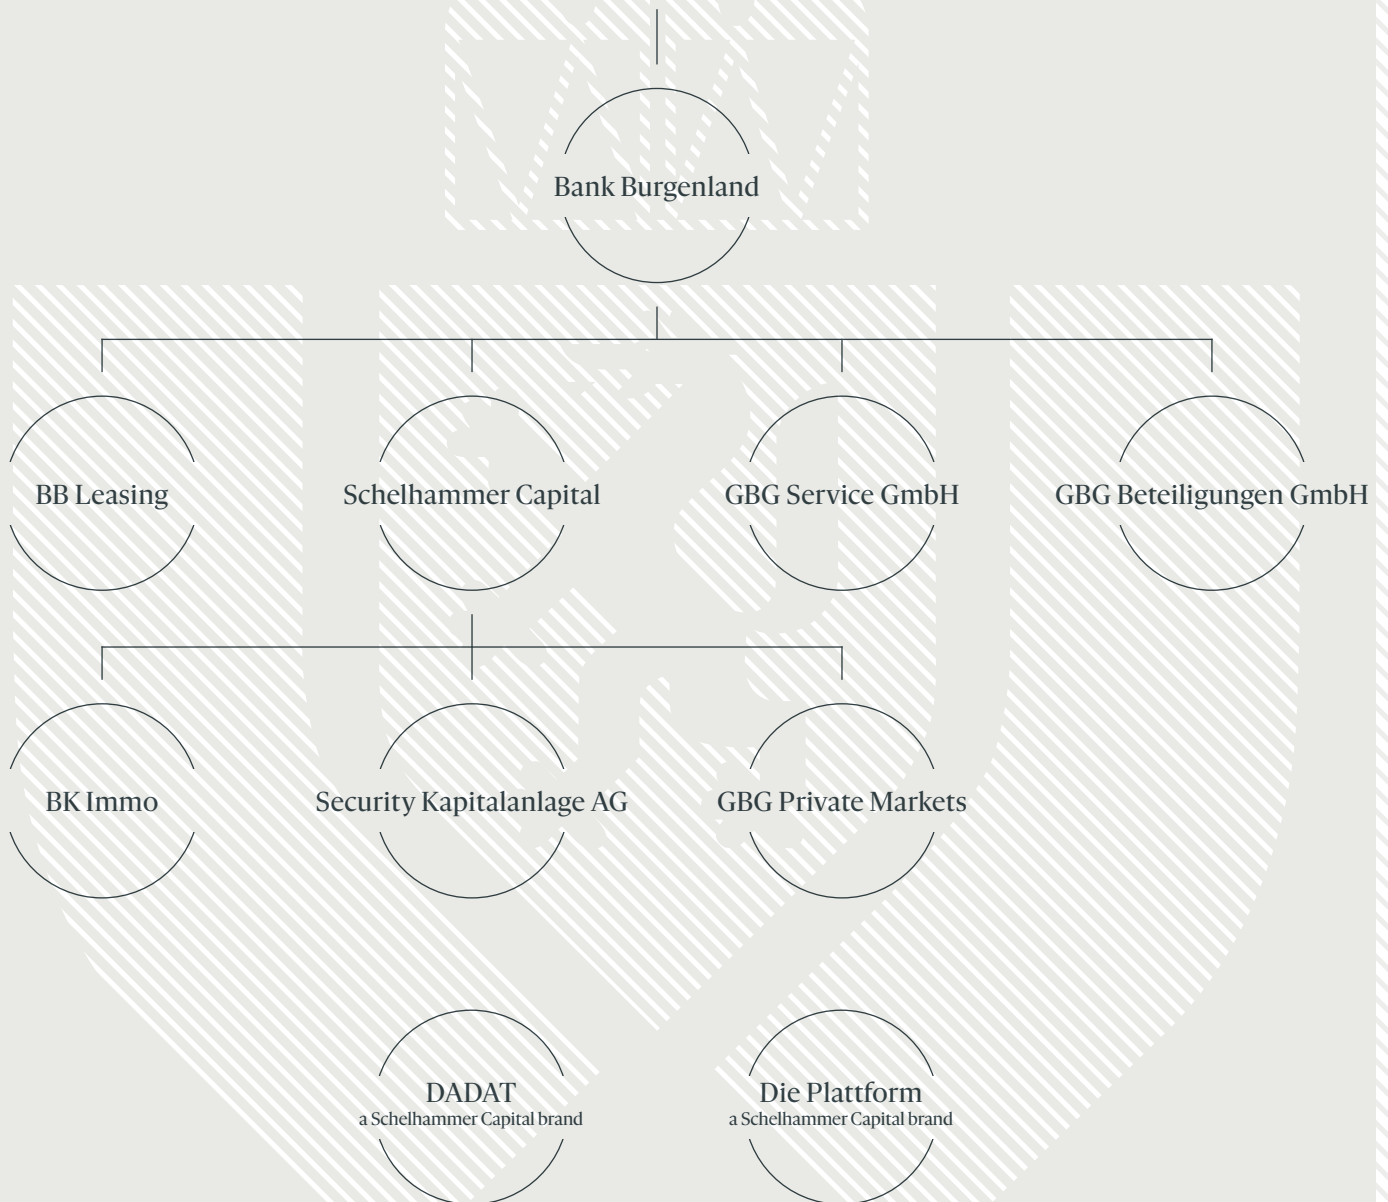 Bank Burgenland
BB Leasing
Schelhammer Capital
GBG Service GmbH
GBG Beteiligungen GmbH
BK Immo
Security Kapitalanlage AG
GBG Private Markets
DADAT
a Schelhammer Capital brand
Die Plattform
a Schelhammer Capital brand